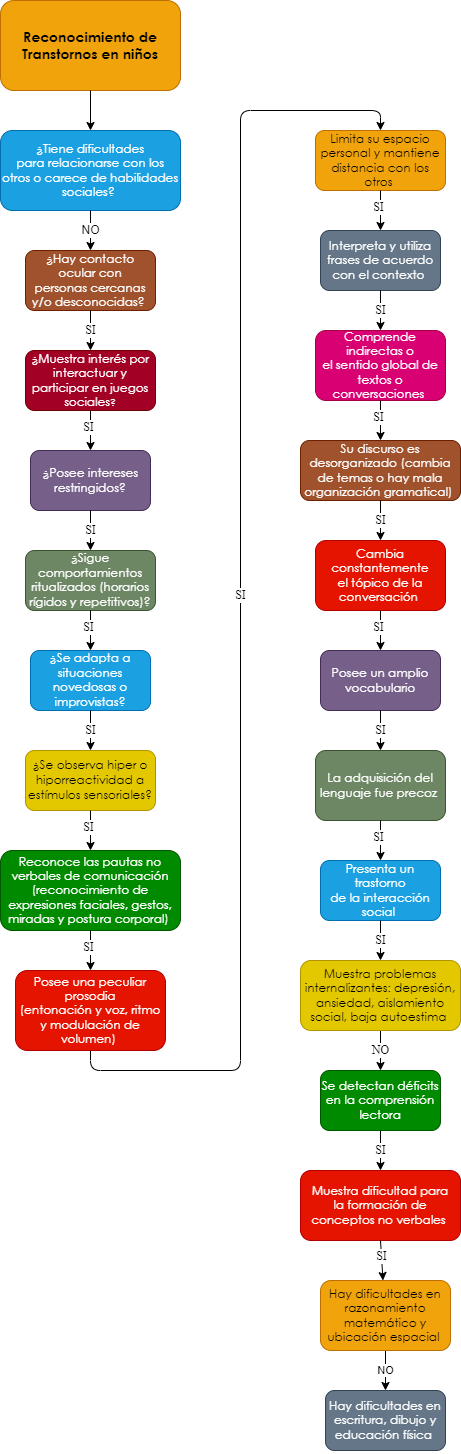 Reconocimiento de
Transtornos en niños
¿Tiene dificultades
para relacionarse con los
otros o carece de habilidades
sociales?
NO
¿Hay contacto
ocular con
personas cercanas
y/o desconocidas?
SI
¿Muestra interés por
interactuar y
participar en juegos
sociales?
SI
¿Posee intereses
restringidos?
SI
¿Sigue
comportamientos
ritualizados (horarios
rígidos y repetitivos)?
SI
¿Se adapta a
situaciones
novedosas o
improvistas?
SI
¿Se observa hiper o
hiporreactividad a
estímulos sensoriales?
SI
Reconoce las pautas no
verbales de comunicación
(reconocimiento de
expresiones faciales, gestos,
miradas y postura corporal)
SI
Posee una peculiar
prosodia
(entonación y voz, ritmo
y modulación de
volumen)
SI
Limita su espacio
personal y mantiene
distancia con los
otros
SI
Interpreta y utiliza
frases de acuerdo
con el contexto
SI
Comprende
indirectas o
el sentido global de
textos o
conversaciones
SI
Su discurso es
desorganizado (cambia
de temas o hay mala
organización gramatical)
SI
Cambia
constantemente
el tópico de la
conversación
SI
Posee un amplio
vocabulario
SI
La adquisición del
lenguaje fue precoz
SI
Presenta un
trastorno
de la interacción
social
SI
Muestra problemas
internalizantes: depresión,
ansiedad, aislamiento
social, baja autoestima
NO
Se detectan déficits
en la comprensión
lectora
SI
Muestra dificultad para
la formación de
conceptos no verbales
SI
Hay dificultades en
razonamiento
matemático y
ubicación espacial
NO
Hay dificultades en
escritura, dibujo y
educación física